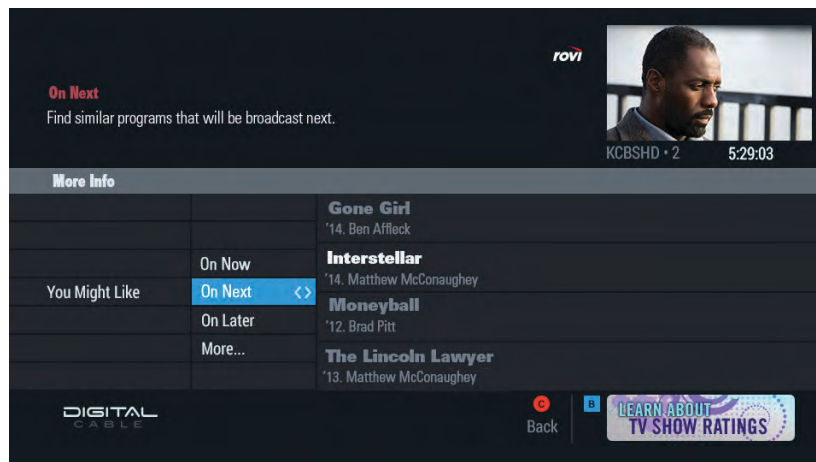 rovi
On Next
Find similar programs that will be broadcast next.
KCBSHD • 2 5:29:03
More Info
Gone Girl
'14. Ben Affleck
On Now
Interstellar
'14. Matthew McConaughey
You Might Like
On Next <>
Moneyball
'12. Brad Pitt
On Later
More...
The Lincoln Lawyer
'13. Matthew McConaughey
DIGITAL
CABLE
C
Back
B
LEARN ABOUT
TV SHOW RATINGS